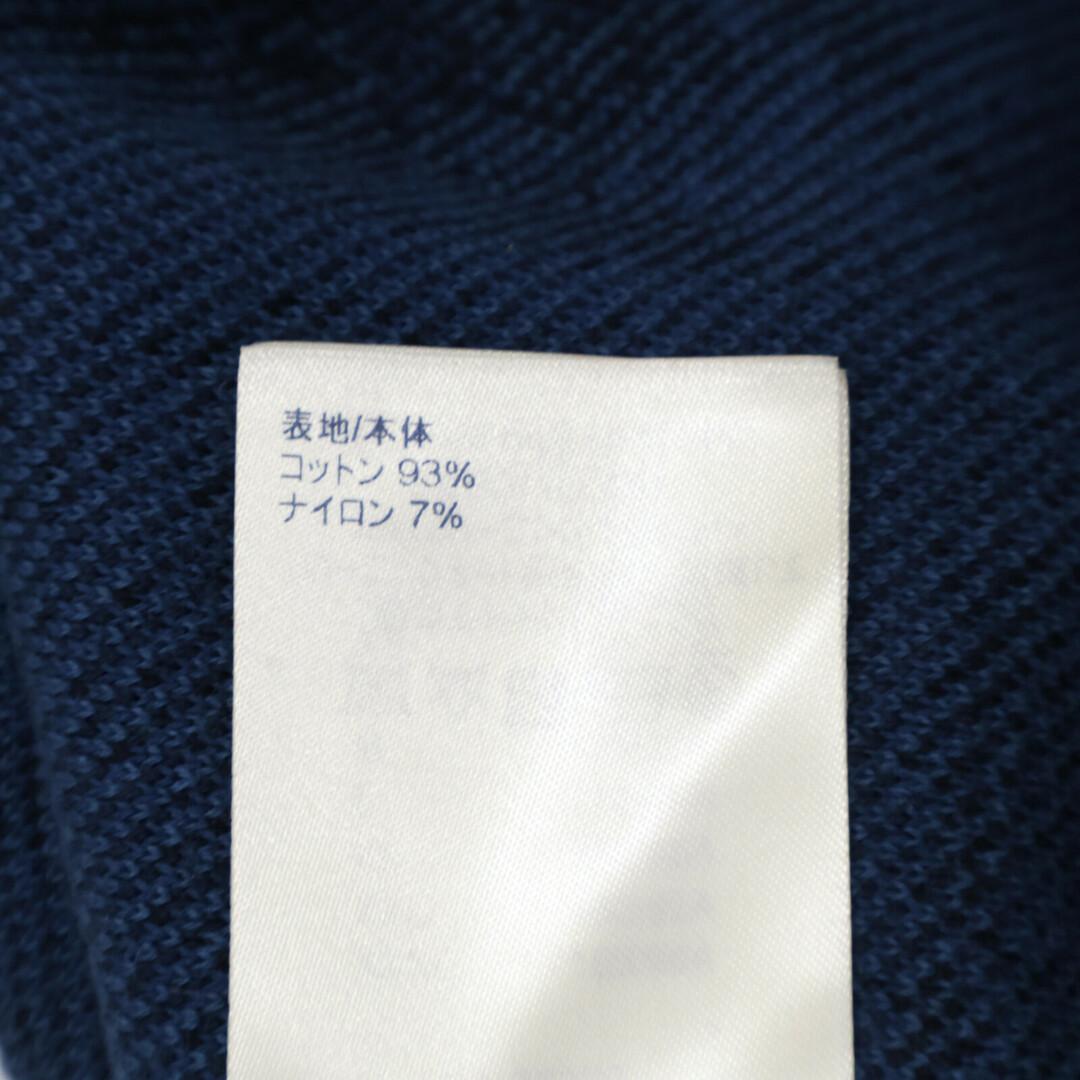 表地/本体
コットン 93%
ナイロン 7%